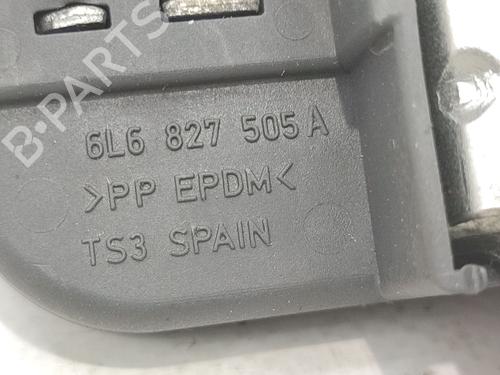 B-PARTS
6L6 827 505 A
>PP EPDM<
TS3 SPAIN